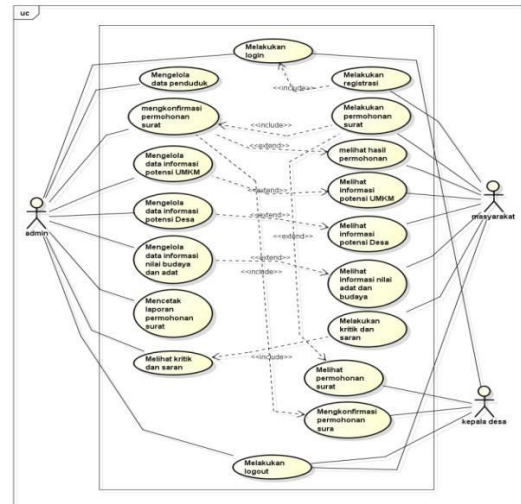 uc
Melakukan
login
Mengelola
data penduduk
<<include>>
Melakukan
registrasi
mengkonfirmasi
permohonan
surat
<<include>>
Melakukan
permohonan
surat
<<extend>>
melihat hasil
permohonan
Mengelola
data informasi
potensi UMKM
<<extend>>
Melihat
informasi
potensi UMKM
admin
masyarakat
Mengelola
data informasi
potensi Desa
<<extend>>
Melihat
informasi
potensi Desa
<<extend>>
Mengelola
data informasi
nilai budaya
dan adat
<<extend>>
<<include>>
Melihat
informasi nilai
adat dan
budaya
Mencetak
laporan
permohonan
surat
Melakukan
kritik dan
saran
Melihat kritik
dan saran
<<include>>
Melihat
permohonan
surat
Mengkonfirmasi
permohonan
sura
kepala desa
Melakukan
logout